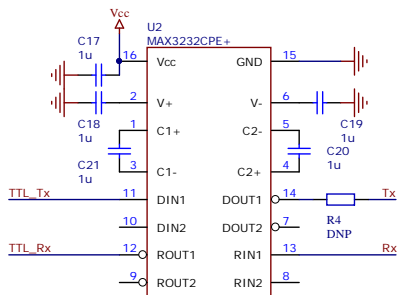 Vcc
U2
MAX3232CPE+
C17
1u
16
Vcc
GND
15
2
V+
V-
6
C18
1u
C19
1u
1
C1+
C2-
5
C21
1u
C20
1u
3
C1-
C2+
4
TTL_Tx
11
DIN1
DOUT1
14
Tx
R4
DNP
10
DIN2
DOUT2
7
TTL_Rx
12
ROUT1
RIN1
13
Rx
9
ROUT2
RIN2
8